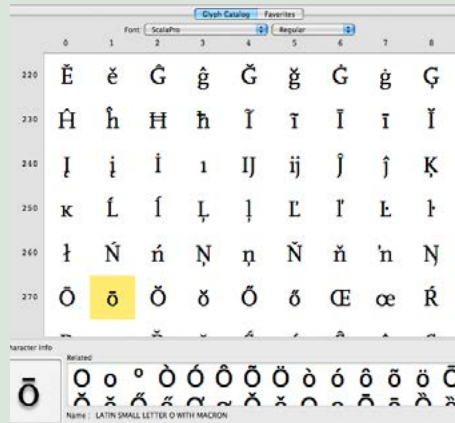 Glyph Catalog Favorites
Font: ScalaPro Regular
0 1 2 3 4 5 6 7 8
220 Ě ě Ĝ ĝ Ğ ğ Ġ ġ Ģ
230 Ĥ ĥ Ħ ħ Ĩ ĩ Ī ī Ĭ
240 Į į İ ı Ĳ ĳ Ĵ ĵ Ķ
250 ĸ Ĺ ĺ Ļ ļ Ľ ľ Ŀ ŀ
260 ł Ń ń Ņ ņ Ň ň ŉ Ŋ
270 Ō ō Ŏ ŏ Ő ő Œ œ Ŕ
Character Info
Related
ō
O o º Ò Ó Ô Õ Ö ò ó ô õ ö Ō
Name : LATIN SMALL LETTER O WITH MACRON